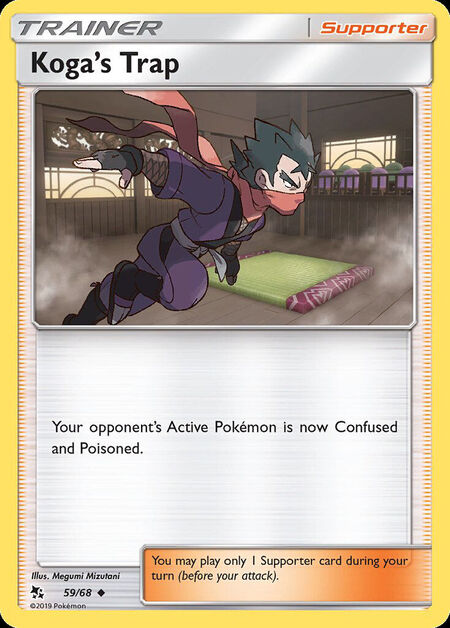 TRAINER Supporter
Koga's Trap
Your opponent's Active Pokémon is now Confused
and Poisoned.
You may play only 1 Supporter card during your
turn (before your attack).
Illus. Megumi Mizutani
59/68 ◆
©2019 Pokémon